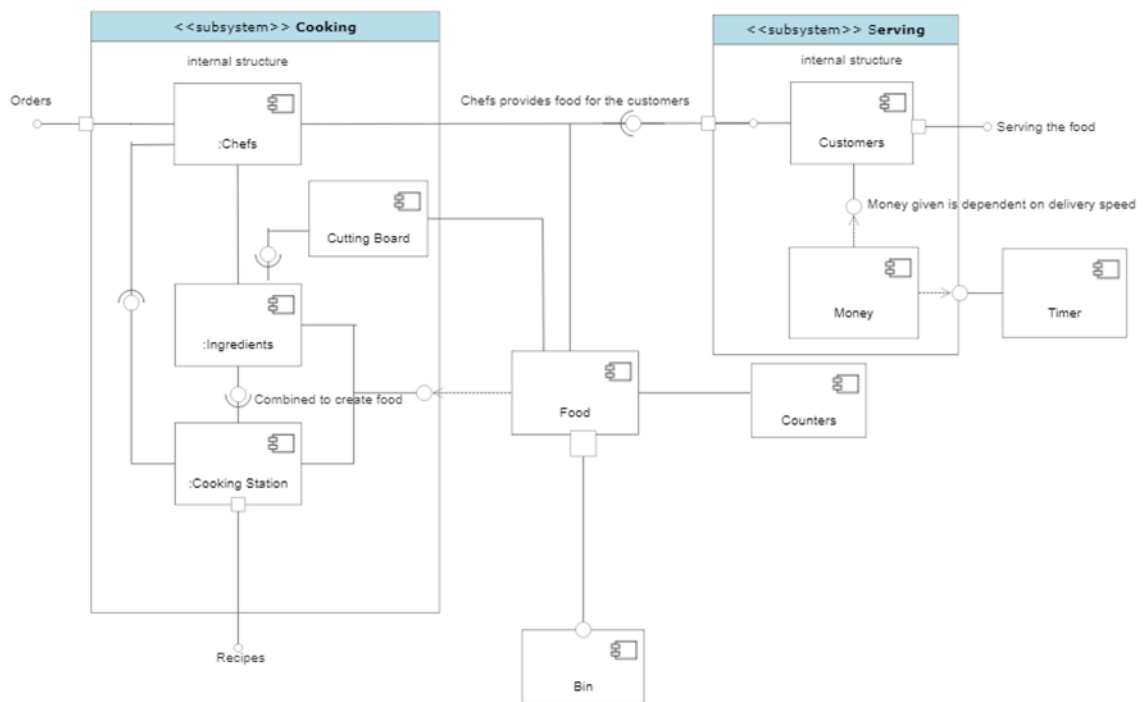 <<subsystem>> Cooking
<<subsystem>> Serving
internal structure
internal structure
Orders
Chefs provides food for the customers
:Chefs
Customers
Serving the food
Cutting Board
Money given is dependent on delivery speed
:Ingredients
Money
Timer
Combined to create food
Food
Counters
:Cooking Station
Recipes
Bin